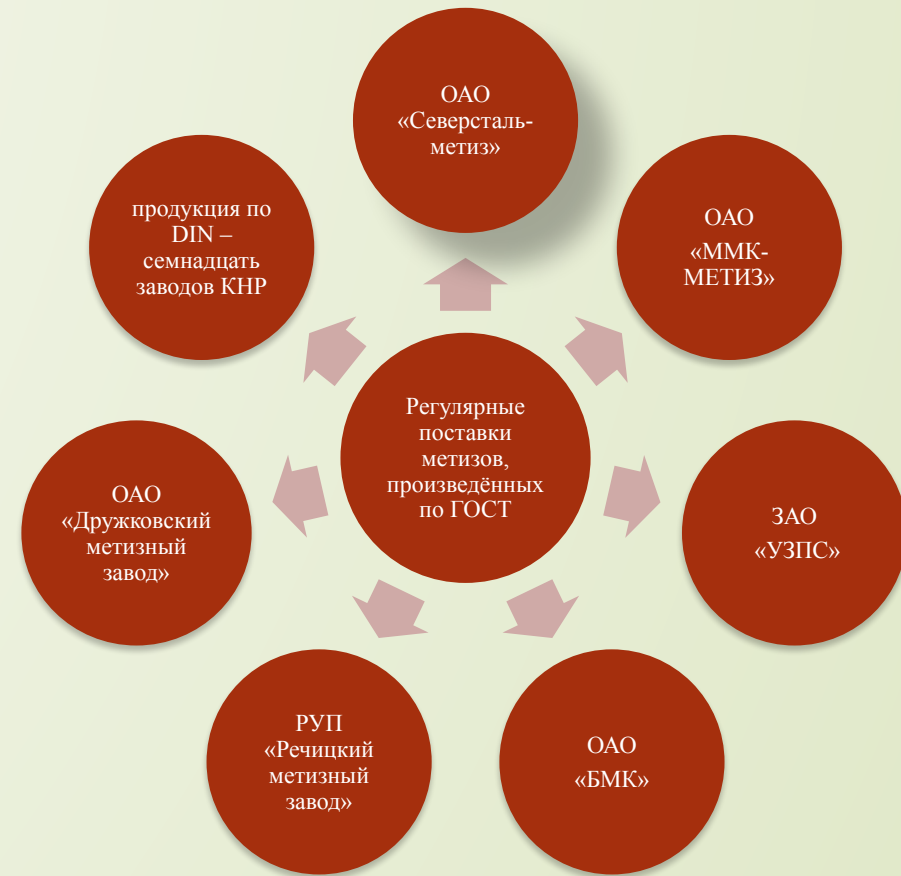 ОАО
«Северсталь-
метиз»
ОАО
«ММК-
МЕТИЗ»
ЗАО
«УЗПС»
ОАО
«БМК»
РУП
«Речицкий
метизный
завод»
ОАО
«Дружковский
метизный
завод»
продукция по
DIN –
семнадцать
заводов КНР
Регулярные
поставки
метизов,
произведённых
по ГОСТ